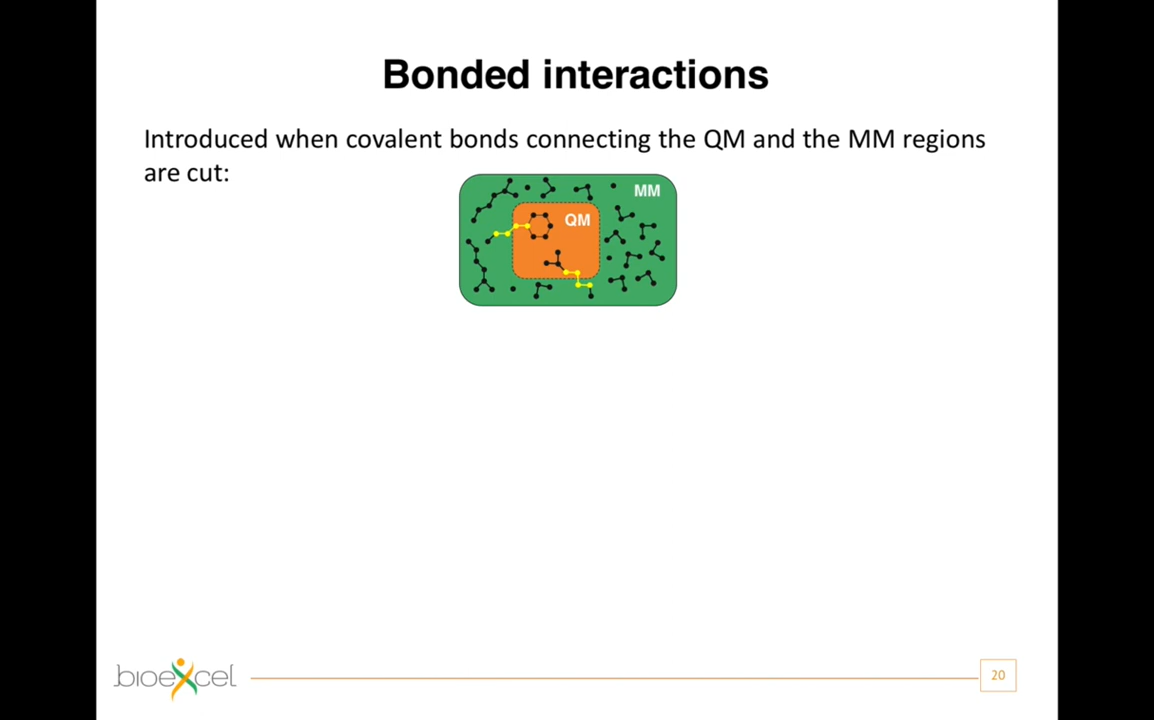 Bonded interactions
Introduced when covalent bonds connecting the QM and the MM regions
are cut:
MM
QM
bioexcel
20